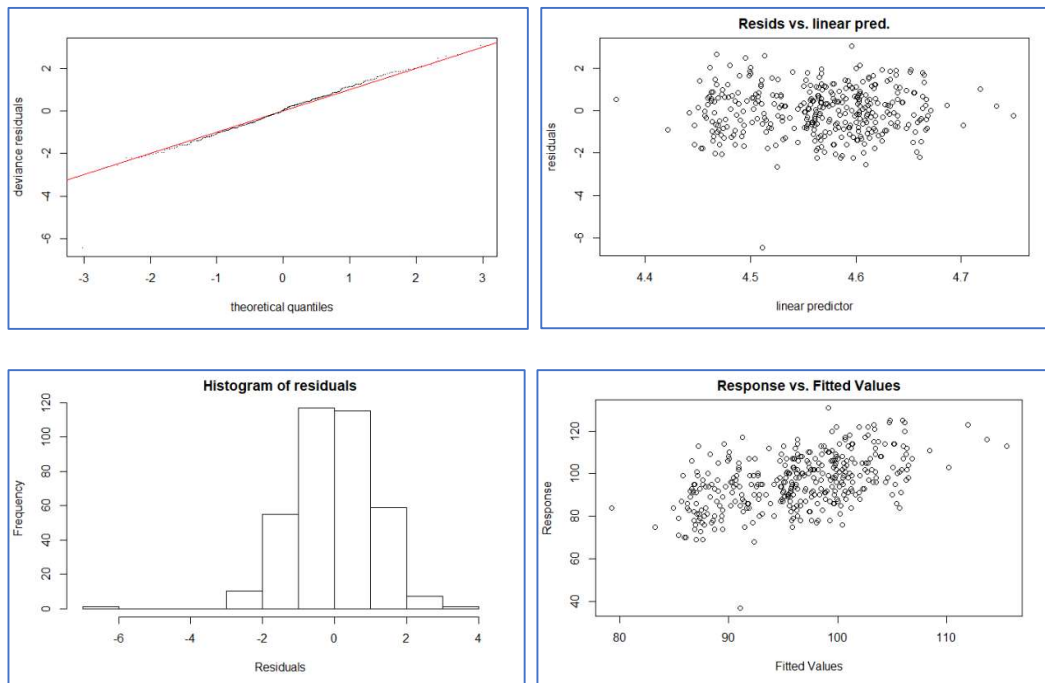 deviance residuals
2
0
-2
-4
-6
-3 -2 -1 0 1 2 3
theoretical quantiles
Resids vs. linear pred.
residuals
2
0
-2
-4
-6
4.4 4.5 4.6 4.7
linear predictor
Histogram of residuals
Frequency
120
100
80
60
40
20
0
-6 -4 -2 0 2 4
Residuals
Response vs. Fitted Values
Response
120
100
80
60
40
80 90 100 110
Fitted Values